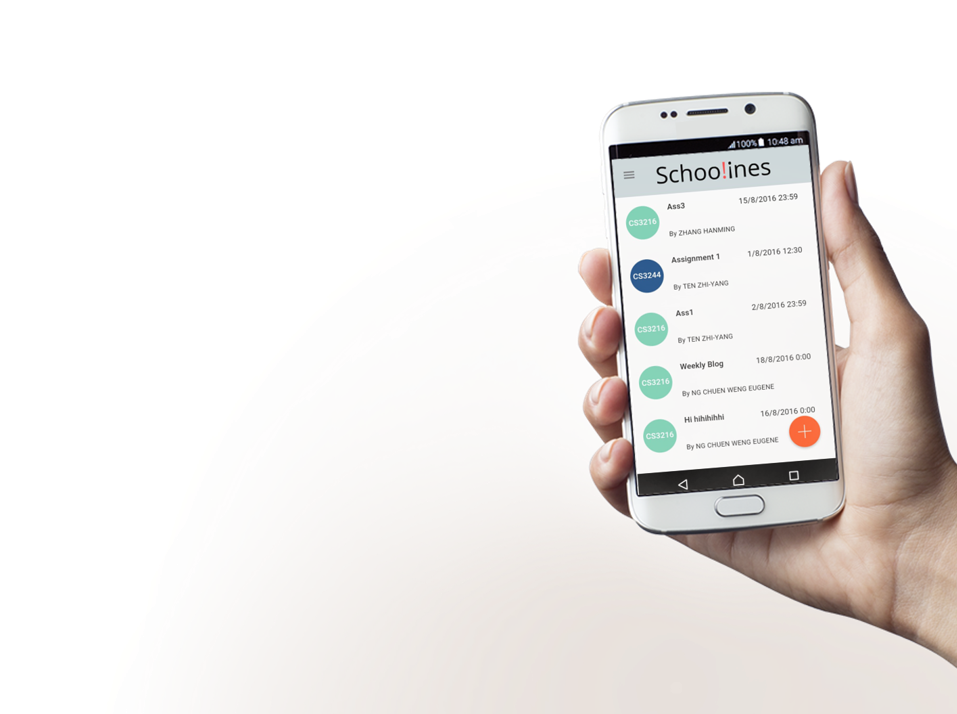 100% 10:48 am
Schoo!ines
Ass3 15/8/2016 23:59
CS3216
By ZHANG HANMING
Assignment 1 1/8/2016 12:30
CS3244
By TEN ZHI-YANG
Ass1 2/8/2016 23:59
CS3216
By TEN ZHI-YANG
Weekly Blog 18/8/2016 0:00
CS3216
By NG CHUEN WENG EUGENE
Hi hihihihhi 16/8/2016 0:00
CS3216
By NG CHUEN WENG EUGENE